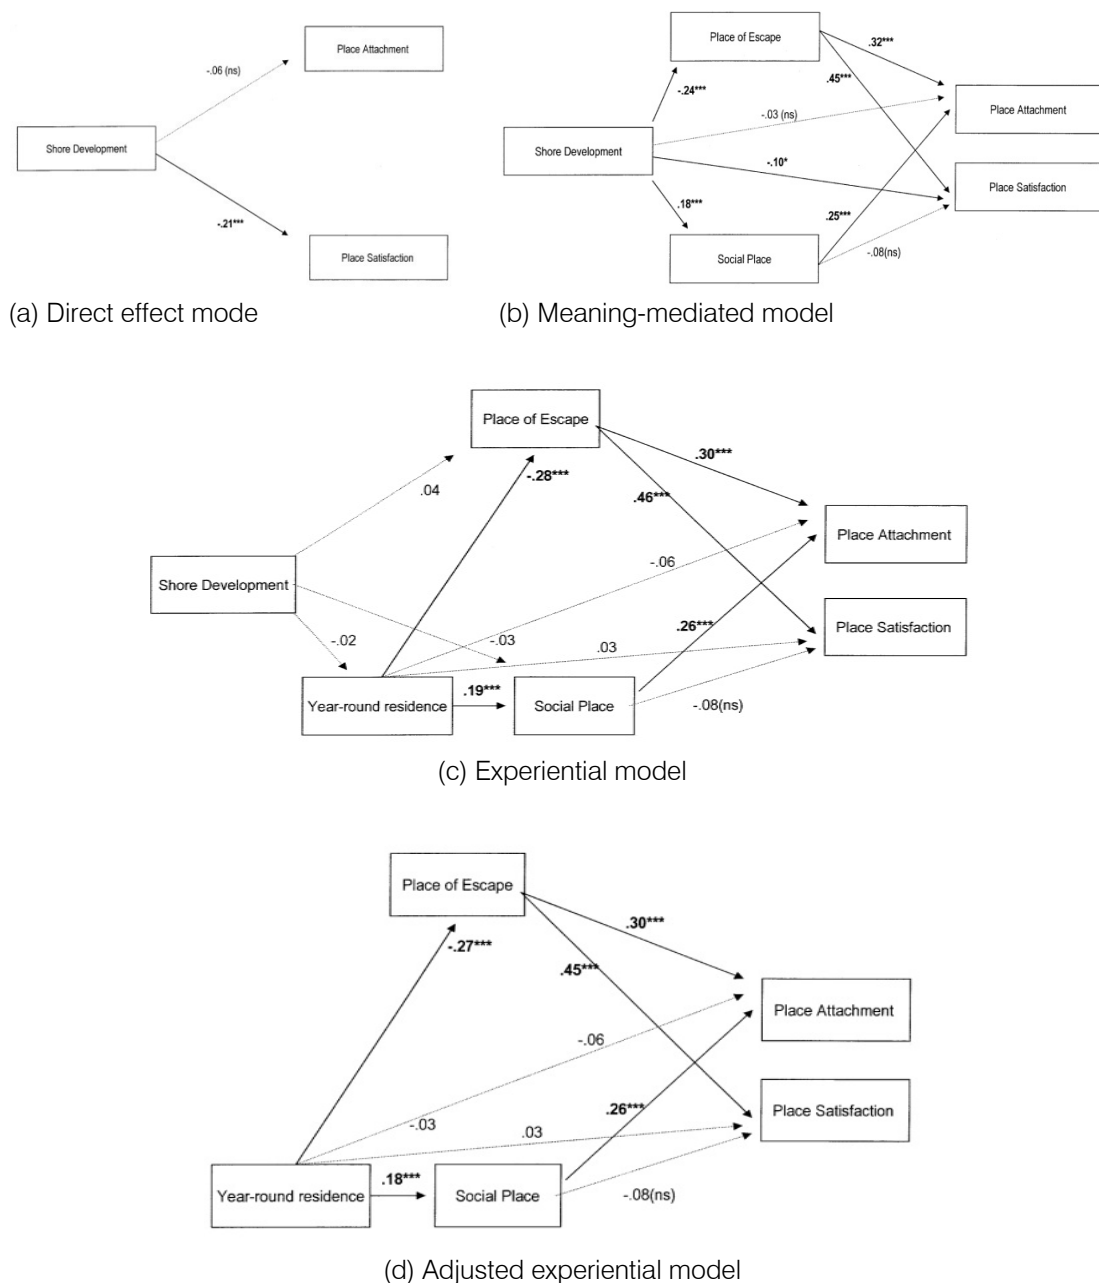 Place Attachment
-.06 (ns)
Shore Development
-.21***
Place Satisfaction
(a) Direct effect mode
Place of Escape
.32***
.45***
-.24***
Place Attachment
-.03 (ns)
Shore Development
-.10*
Place Satisfaction
.18***
.25***
Social Place
-.08(ns)
(b) Meaning-mediated model
Place of Escape
.30***
-.28***
.04
.46***
Place Attachment
-.06
Shore Development
Place Satisfaction
.26***
-.02
-.03
.03
.19***
Year-round residence
Social Place
-.08(ns)
(c) Experiential model
Place of Escape
.30***
-.27***
.45***
Place Attachment
-.06
.26***
Place Satisfaction
-.03
.03
.18***
Year-round residence
Social Place
-.08(ns)
(d) Adjusted experiential model